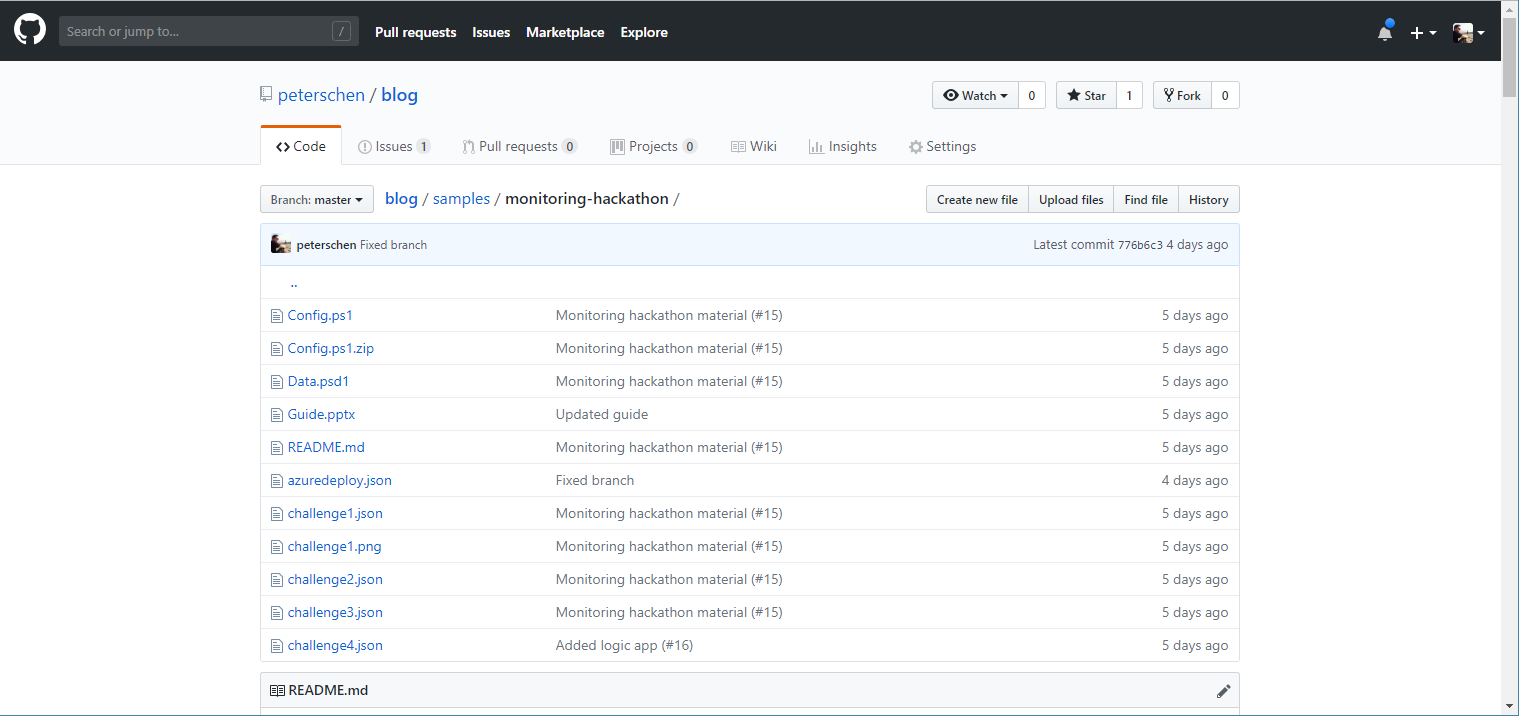 Search or jump to... / Pull requests Issues Marketplace Explore
peterschen / blog Watch 0 Star 1 Fork 0
Code Issues 1 Pull requests 0 Projects 0 Wiki Insights Settings
Branch: master blog / samples / monitoring-hackathon / Create new file Upload files Find file History
peterschen Fixed branch Latest commit 776b6c3 4 days ago
..
Config.ps1 Monitoring hackathon material (#15) 5 days ago
Config.ps1.zip Monitoring hackathon material (#15) 5 days ago
Data.psd1 Monitoring hackathon material (#15) 5 days ago
Guide.pptx Updated guide 5 days ago
README.md Monitoring hackathon material (#15) 5 days ago
azuredeploy.json Fixed branch 4 days ago
challenge1.json Monitoring hackathon material (#15) 5 days ago
challenge1.png Monitoring hackathon material (#15) 5 days ago
challenge2.json Monitoring hackathon material (#15) 5 days ago
challenge3.json Monitoring hackathon material (#15) 5 days ago
challenge4.json Added logic app (#16) 5 days ago
README.md